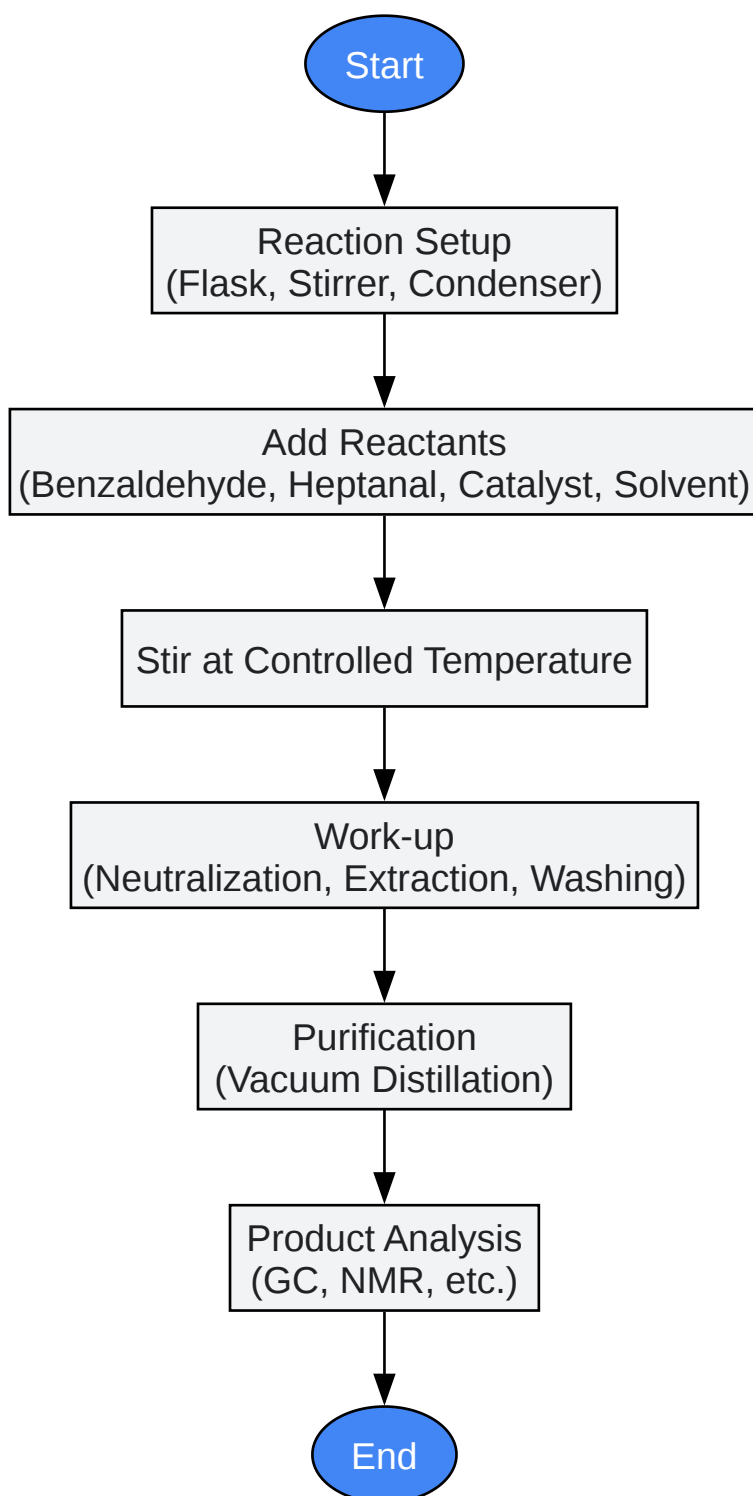 Start
Reaction Setup
(Flask, Stirrer, Condenser)
Add Reactants
(Benzaldehyde, Heptanal, Catalyst, Solvent)
Stir at Controlled Temperature
Work-up
(Neutralization, Extraction, Washing)
Purification
(Vacuum Distillation)
Product Analysis
(GC, NMR, etc.)
End